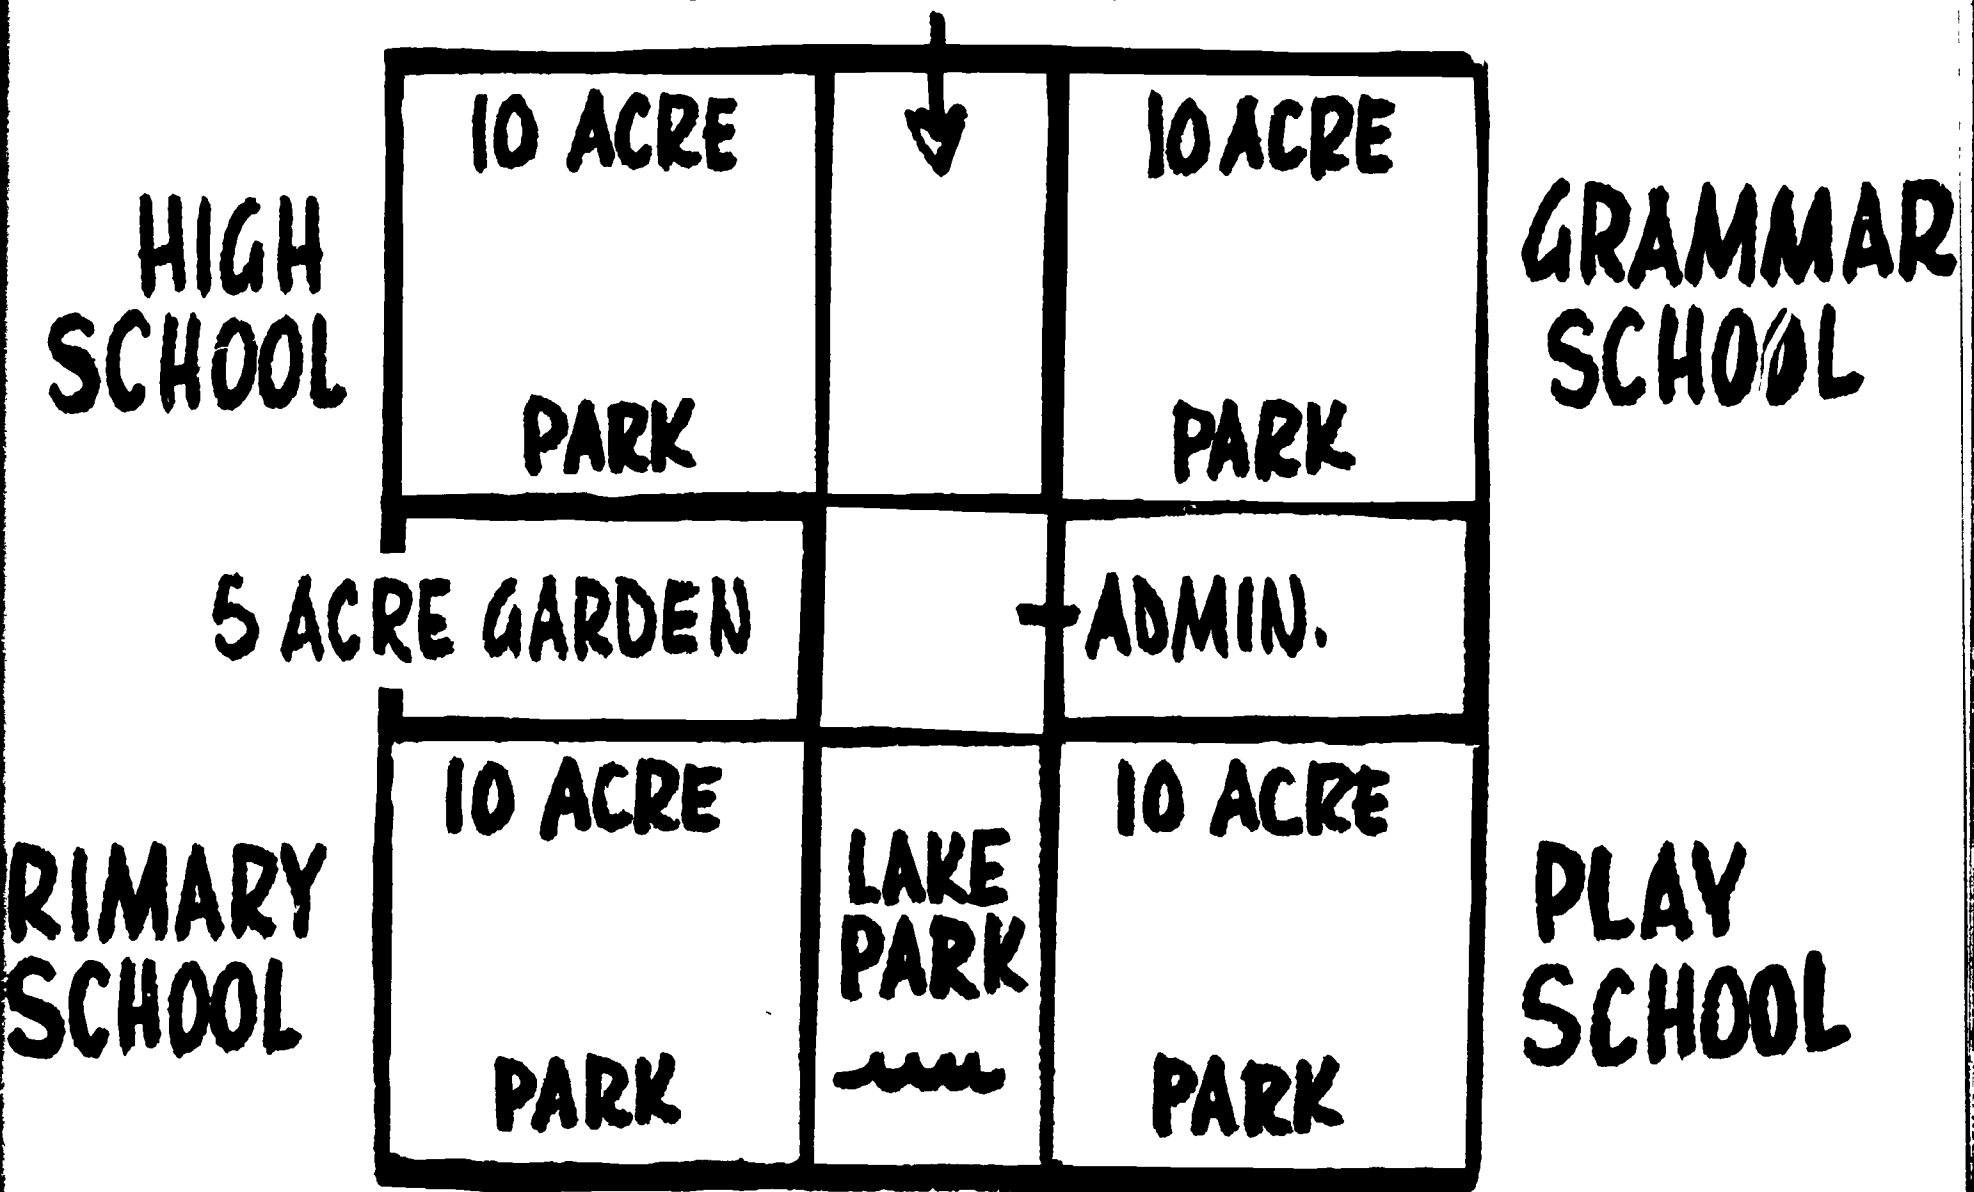 10 ACRE
10 ACRE
HIGH
SCHOOL
GRAMMAR
SCHOOL
PARK
PARK
5 ACRE GARDEN
ADMIN.
10 ACRE
10 ACRE
LAKE
PARK
RIMARY
SCHOOL
PLAY
SCHOOL
PARK
PARK